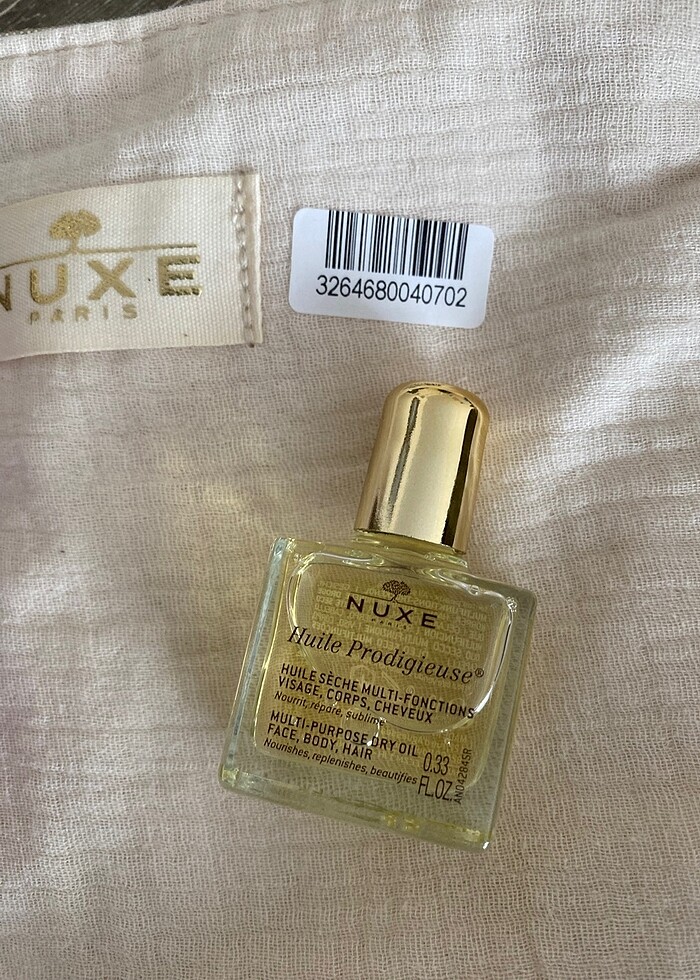 NUXE
PARIS
3264680040702
NUXE
PARIS
Huile Prodigieuse®
HUILE SÈCHE MULTI-FONCTIONS
VISAGE, CORPS, CHEVEUX
Nourrit, répare, sublime
MULTI-PURPOSE DRY OIL
FACE, BODY, HAIR
Nourishes, replenishes, beautifies
0.33
FL.OZ.
AN04284SR